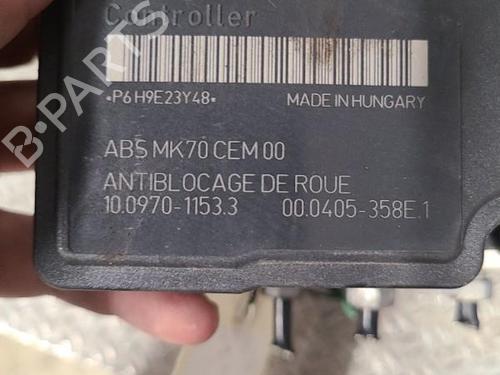 Controller
*P6H9E23Y48* MADE IN HUNGARY
ABS MK70 CEM 00
ANTIBLOCAGE DE ROUE
10.0970-1153.3 00.0405-358E.1